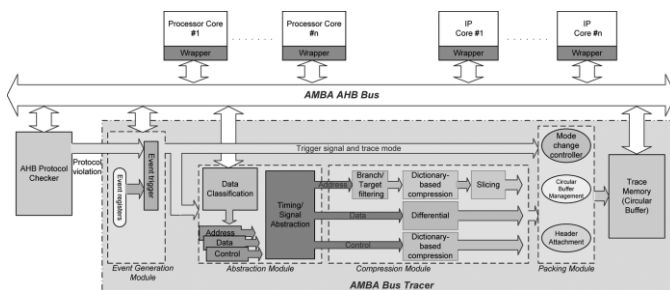 Processor Core
#1
Wrapper
. . . . . . . .
Processor Core
#n
Wrapper
IP
Core #1
Wrapper
. . . . . . .
IP
Core #n
Wrapper
AMBA AHB Bus
AHB Protocol
Checker
Protocol
violation
Event registers
Event trigger
Event Generation
Module
Trigger signal and trace mode
Data
Classification
Address
Data
Control
Timing/
Signal
Abstraction
Abstraction Module
Address
Branch/
Target
filtering
Dictionary-
based
compression
Slicing
Data
Differential
Control
Dictionary-
based
compression
Compression Module
Mode
change
controller
Circular
Buffer
Management
Header
Attachment
Packing Module
Trace
Memory
(Circular
Buffer)
AMBA Bus Tracer